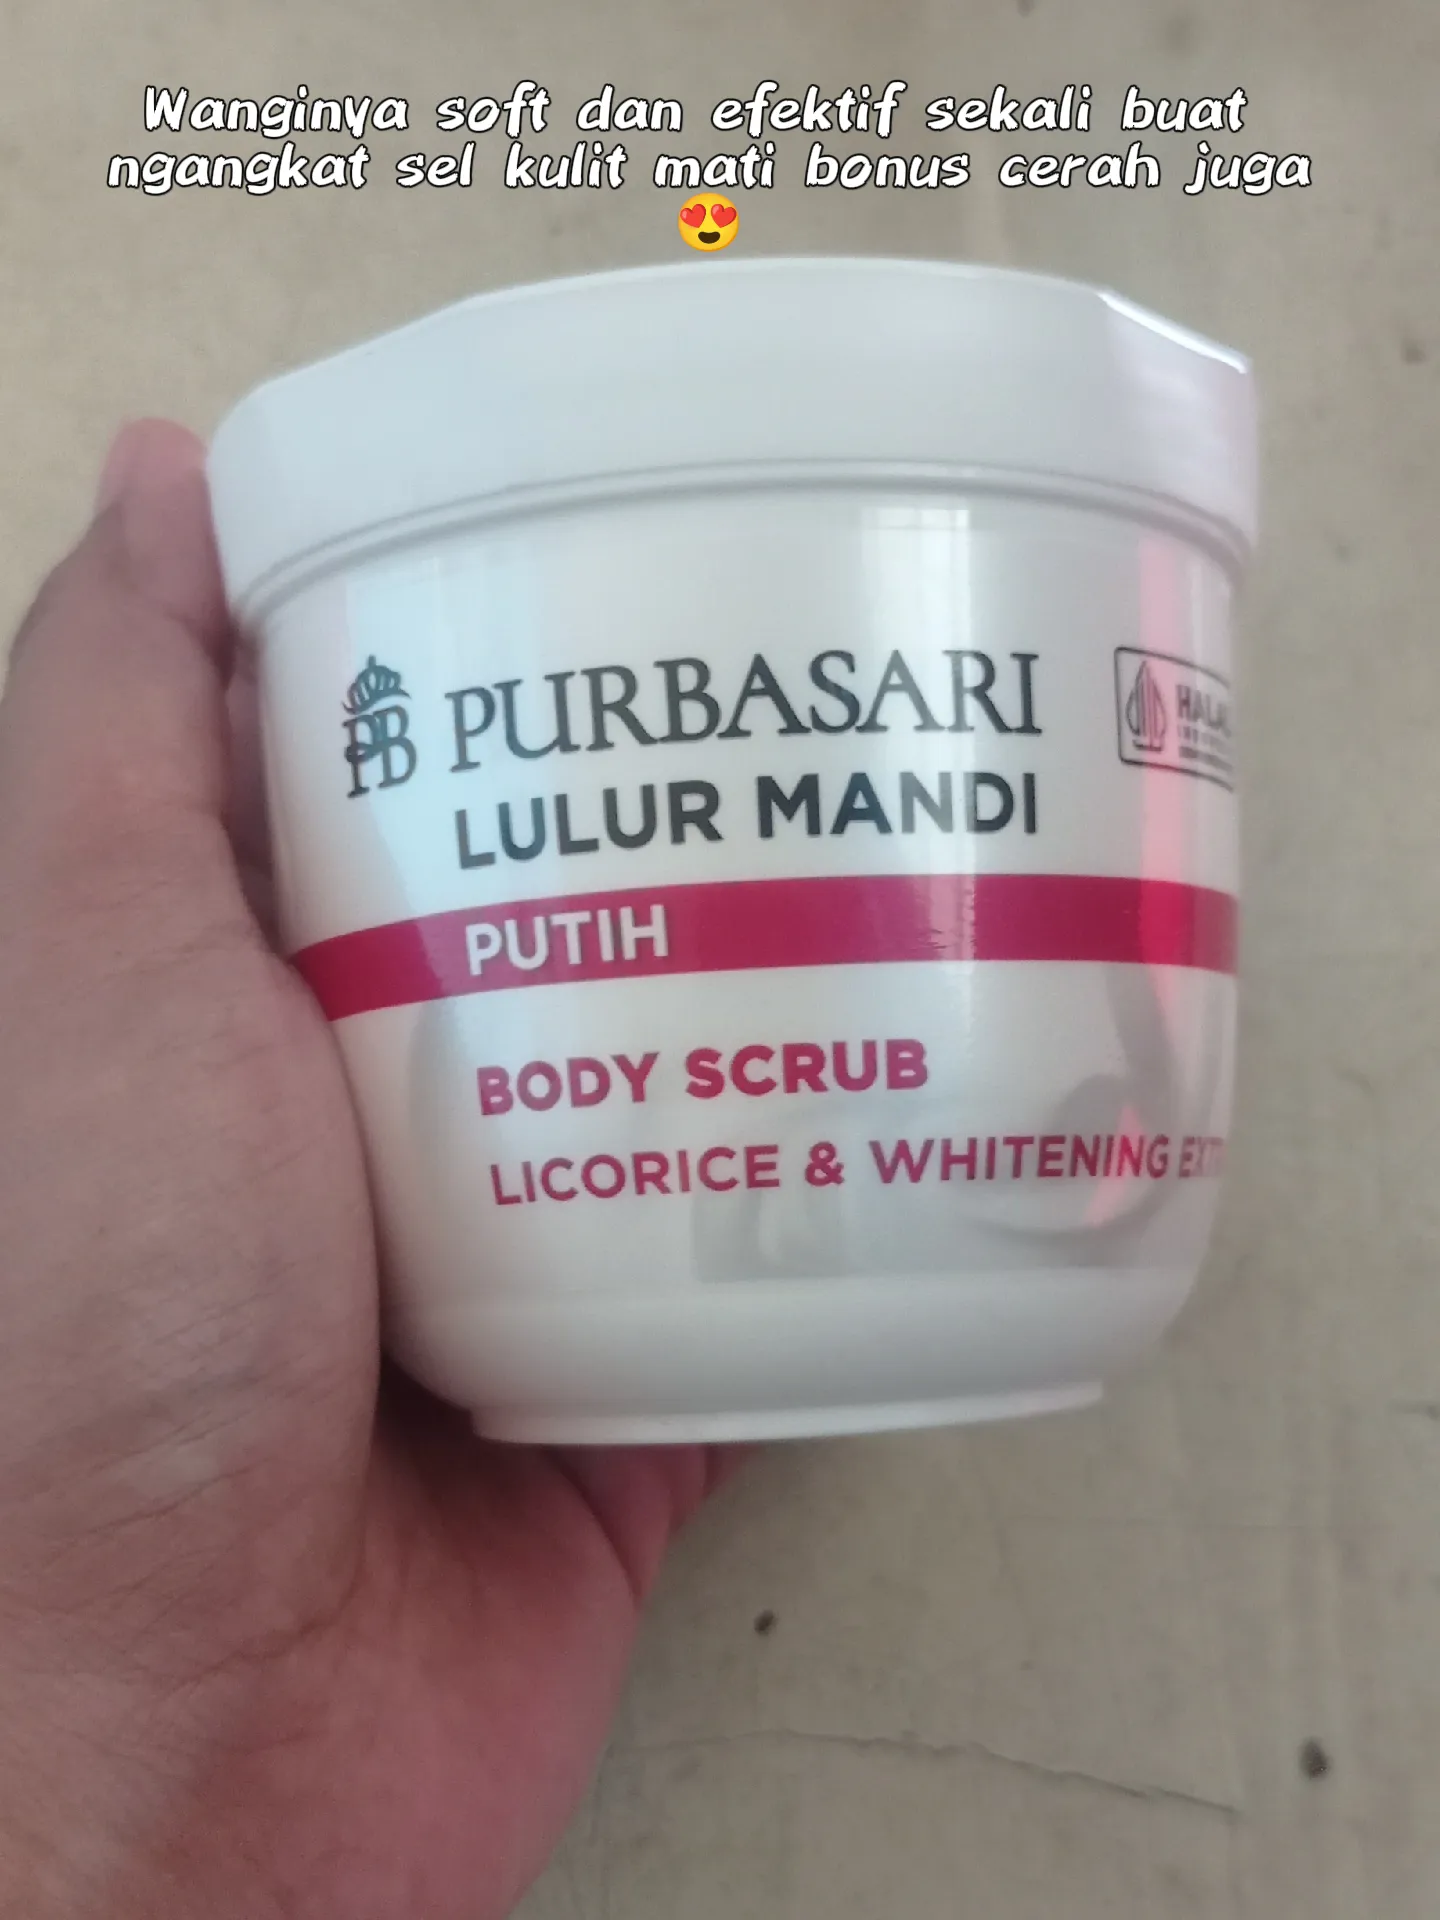 Wanginya soft dan efektif sekali buat
ngangkat sel kulit mati bonus cerah juga
😍
PB PURBASARI
HALAL
LULUR MANDI
PUTIH
BODY SCRUB
LICORICE & WHITENING